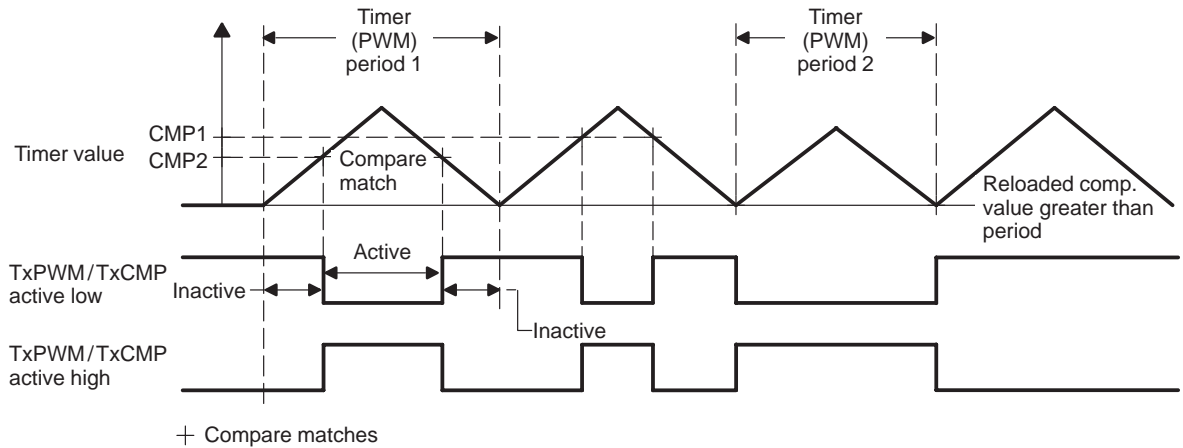 Timer
(PWM)
period 1
Timer
(PWM)
period 2
CMP1
Timer value
CMP2
Compare
match
Reloaded comp.
value greater than
period
Active
TxPWM/TxCMP
active low
Inactive
Inactive
TxPWM/TxCMP
active high
+ Compare matches